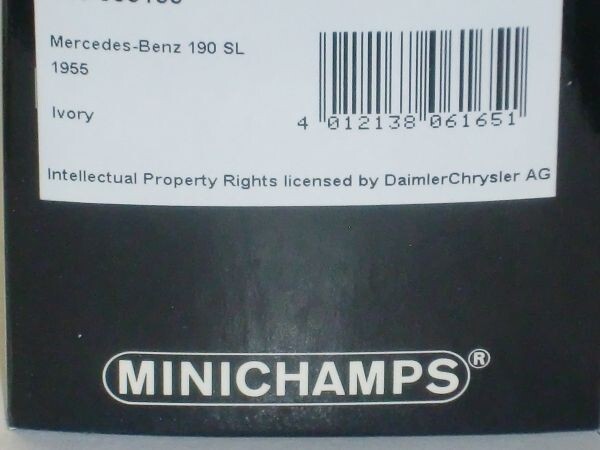 Mercedes-Benz 190 SL
1955
Ivory
4 012138 061651
Intellectual Property Rights licensed by DaimlerChrysler AG
MINICHAMPS®